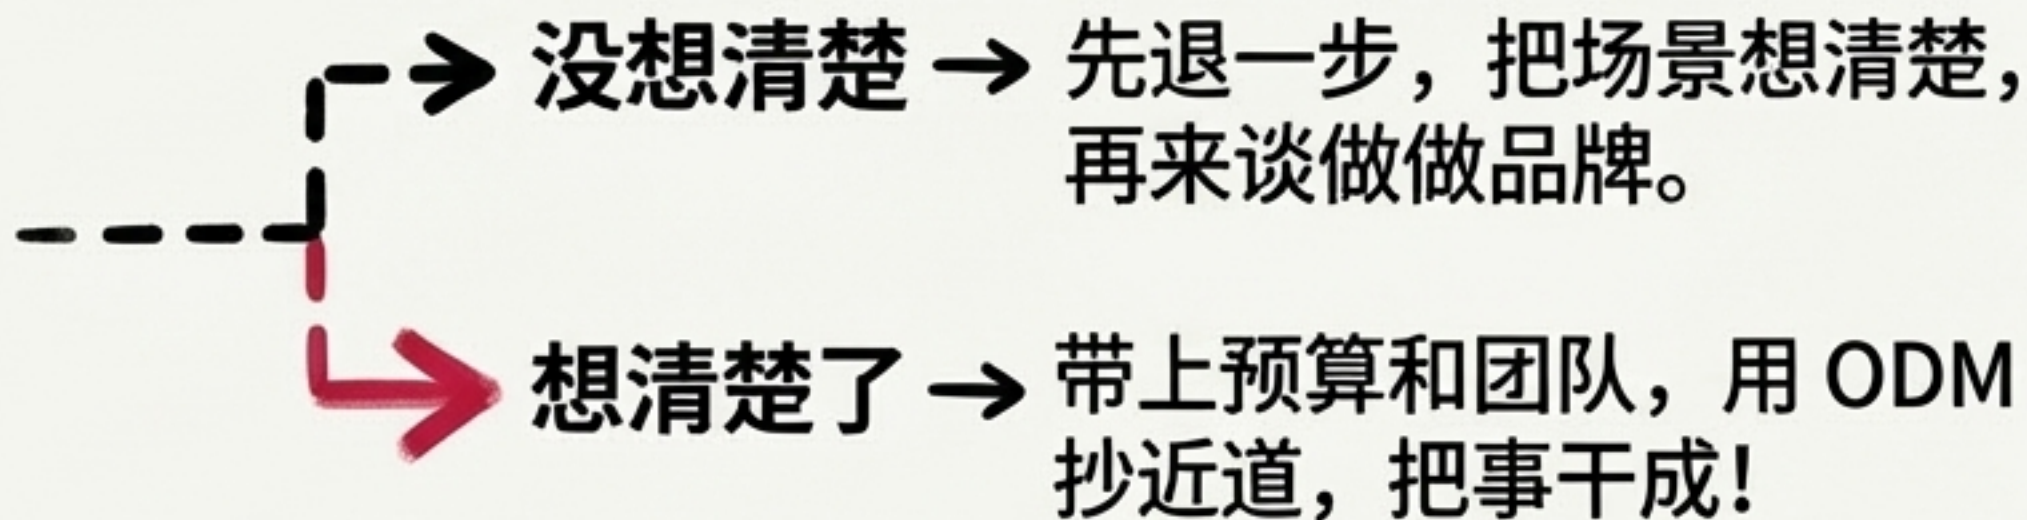 没想清楚 → 先退一步，把场景想清楚，
再来谈做做品牌。
想清楚了 → 带上预算和团队，用 ODM
抄近道，把事干成！